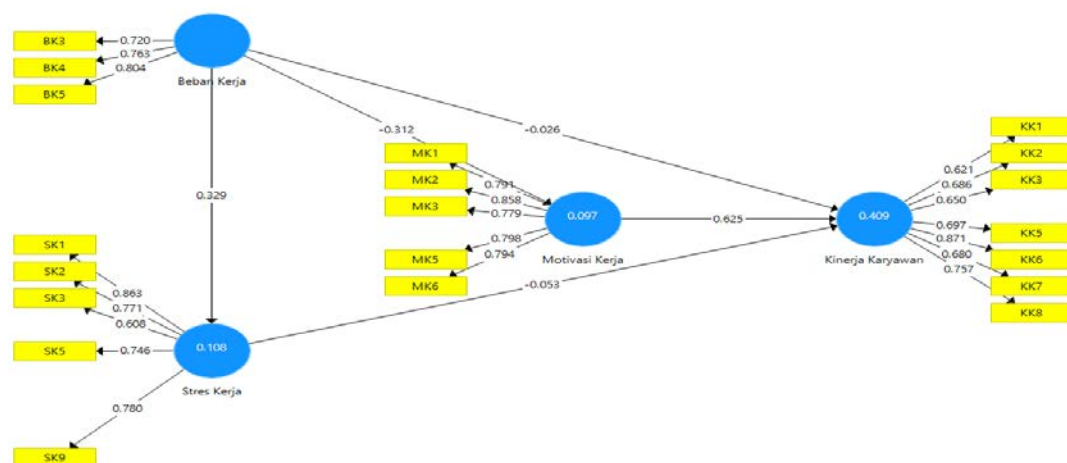 BK3
0.720
BK4
0.763
BK5
0.804
Beban Kerja
-0.312
-0.026
0.329
MK1
0.791
MK2
0.858
MK3
0.779
MK5
0.798
MK6
0.794
0.097
Motivasi Kerja
0.625
-0.053
0.409
Kinerja Karyawan
KK1
0.621
KK2
0.686
KK3
0.650
KK5
0.697
KK6
0.871
KK7
0.680
KK8
0.757
SK1
0.863
SK2
0.771
SK3
0.608
SK5
0.746
SK9
0.780
0.108
Stres Kerja